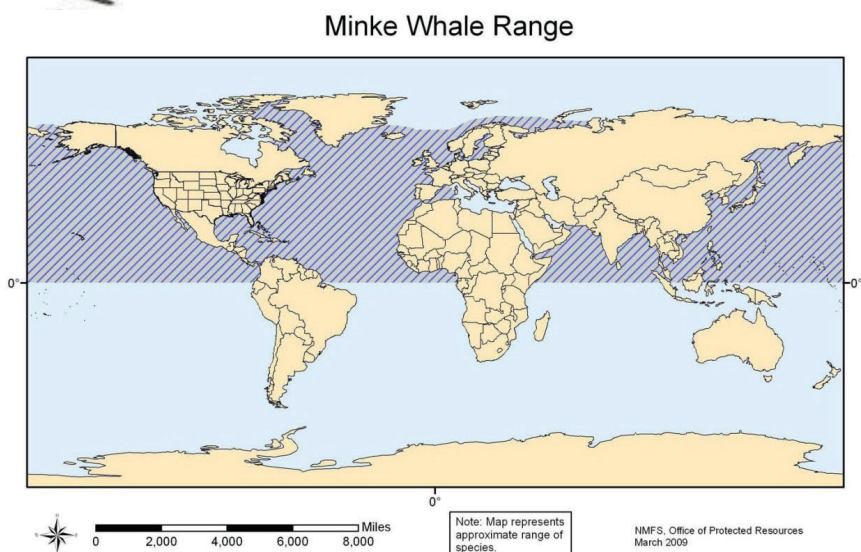 Minke Whale Range
0°
0°
0°
Miles
0 2,000 4,000 6,000 8,000
Note: Map represents
approximate range of
species.
NMFS, Office of Protected Resources
March 2009